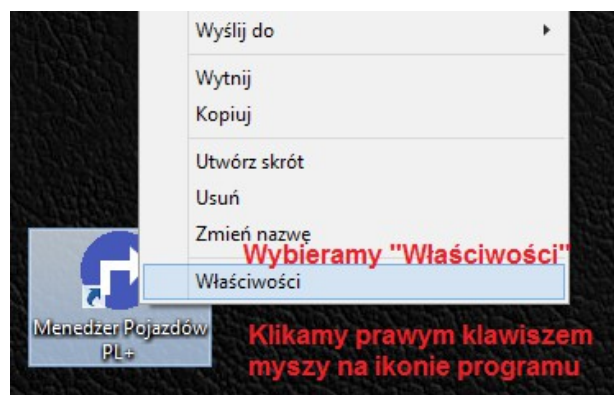 Wyślij do
Wytnij
Kopiuj
Utwórz skrót
Usuń
Zmień nazwę
Wybieramy "Właściwości"
Właściwości
Menedżer Pojazdów
PL+
Klikamy prawym klawiszem
myszy na ikonie programu